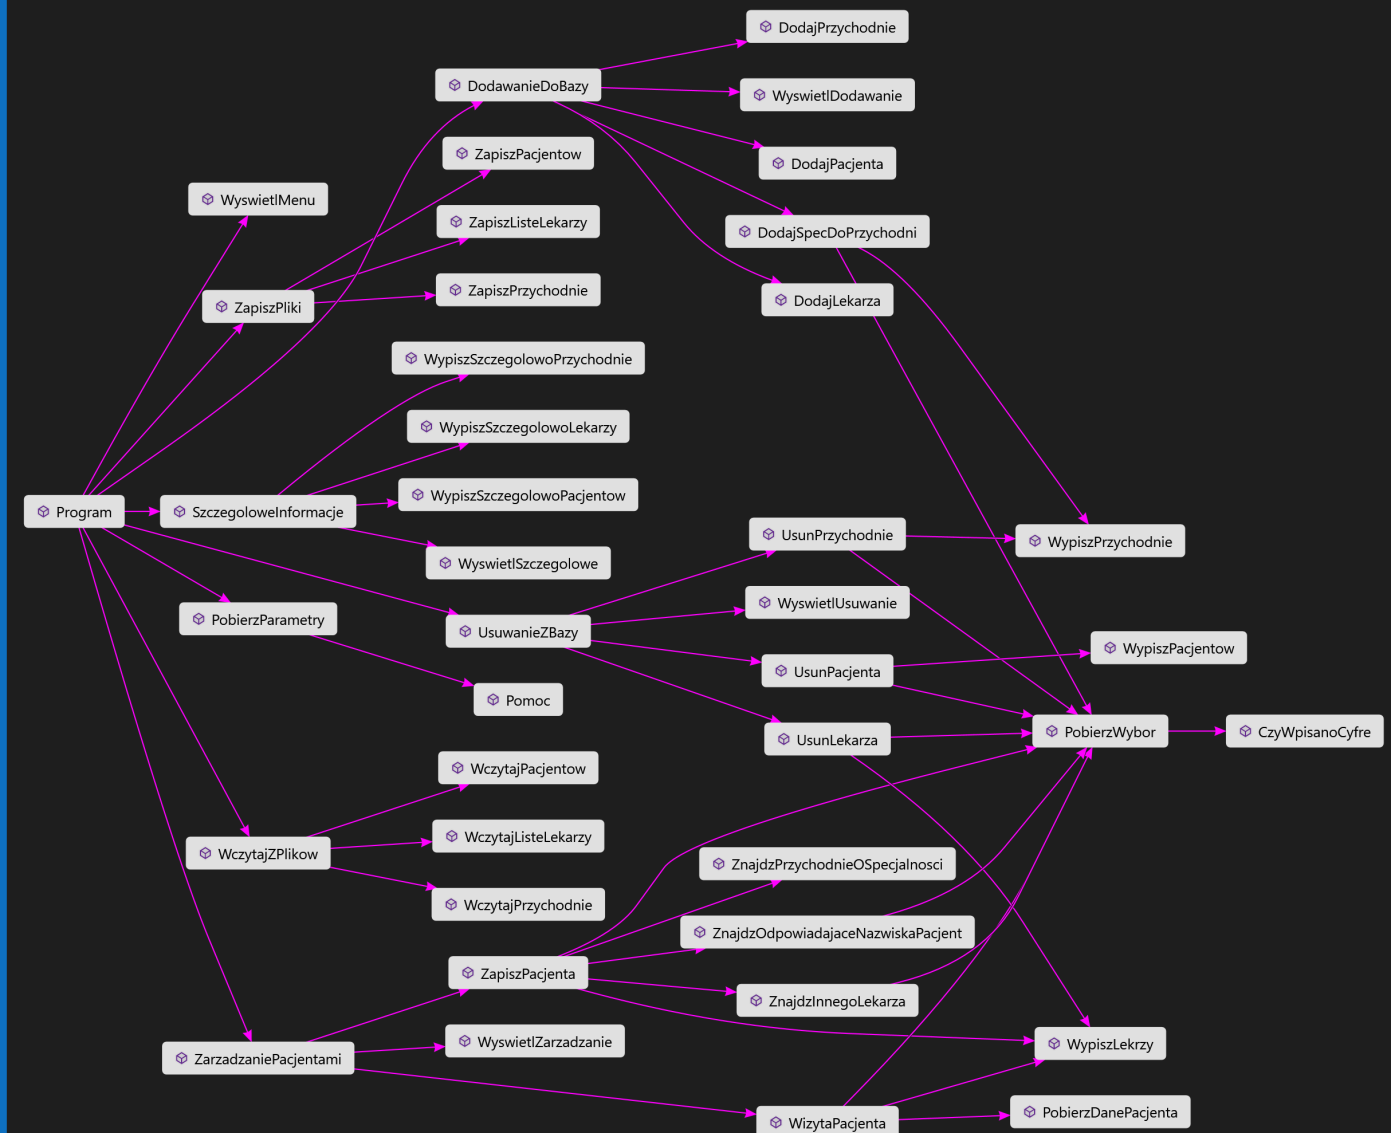 DodajPrzychodnie
DodawanieDoBazy
WyswietlDodawanie
ZapiszPacjentow
DodajPacjenta
WyswietlMenu
ZapiszListeLekarzy
DodajSpecDoPrzychodni
ZapiszPrzychodnie
DodajLekarza
ZapiszPliki
WypiszSzczegolowoPrzychodnie
WypiszSzczegolowoLekarzy
WypiszSzczegolowoPacjentow
Program
SzczegoloweInformacje
UsunPrzychodnie
WypiszPrzychodnie
WyswietlSzczegolowe
WyswietlUsuwanie
PobierzParametry
UsuwanieZBazy
WypiszPacjentow
UsunPacjenta
Pomoc
UsunLekarza
PobierzWybor
CzyWpisanoCyfre
WczytajPacjentow
WczytajListeLekarzy
WczytajZPlikow
ZnajdzPrzychodnieOSpecjalnosci
WczytajPrzychodnie
ZnajdzOdpowiadajaceNazwiskaPacjent
ZapiszPacjenta
ZnajdzInnegoLekarza
WyswietlZarzadzanie
WypiszLekrzy
ZarzadzaniePacjentami
PobierzDanePacjenta
WizytaPacjenta